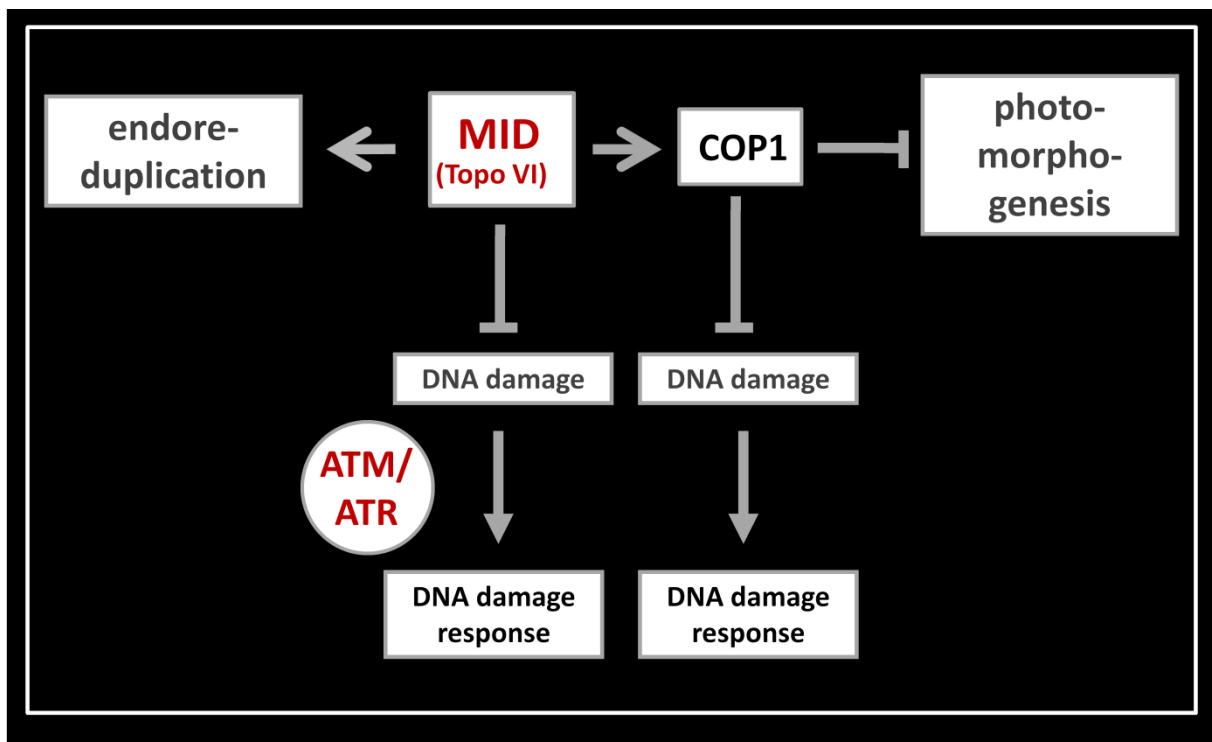 endore-
duplication
MID
(Topo VI)
COP1
photo-
morpho-
genesis
DNA damage
DNA damage
ATM/
ATR
DNA damage
response
DNA damage
response